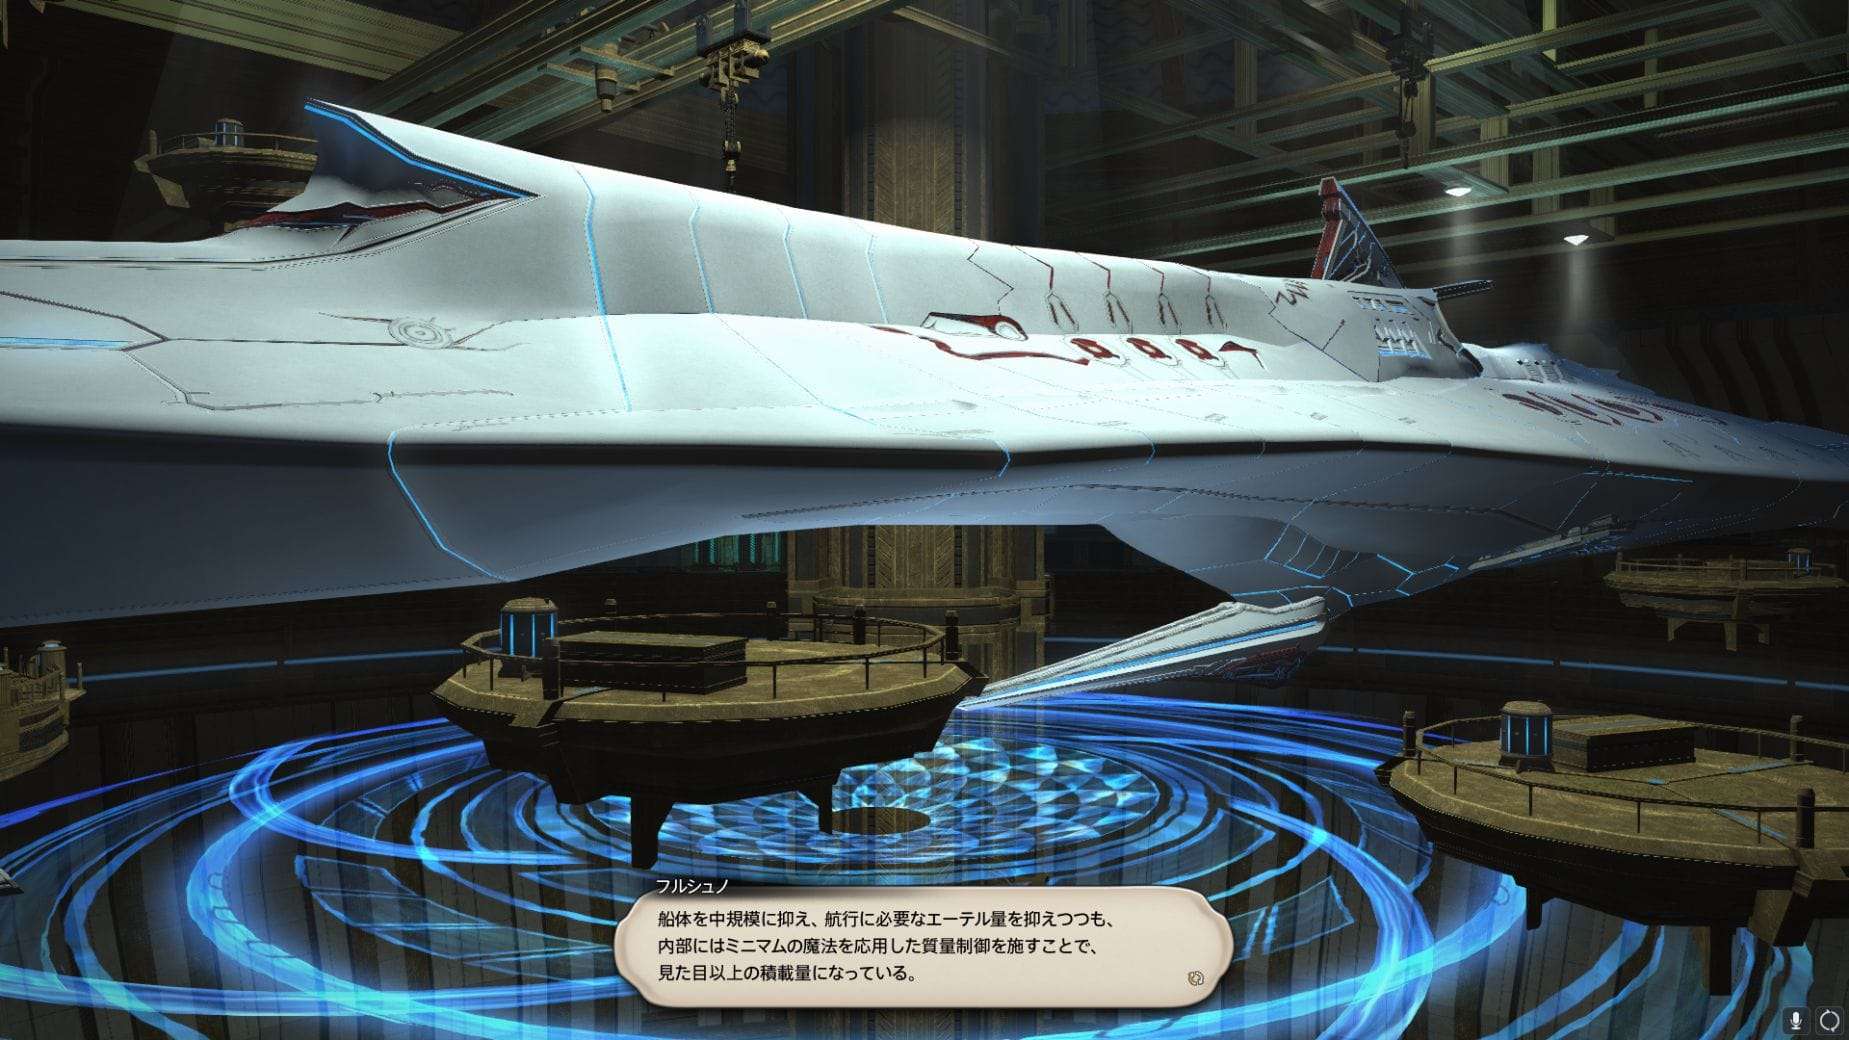 フルシュノ
船体を中規模に抑え、航行に必要なエーテル量を抑えつつも、
内部にはミニマムの魔法を応用した質量制御を施すことで、
見た目以上の積載量になっている。